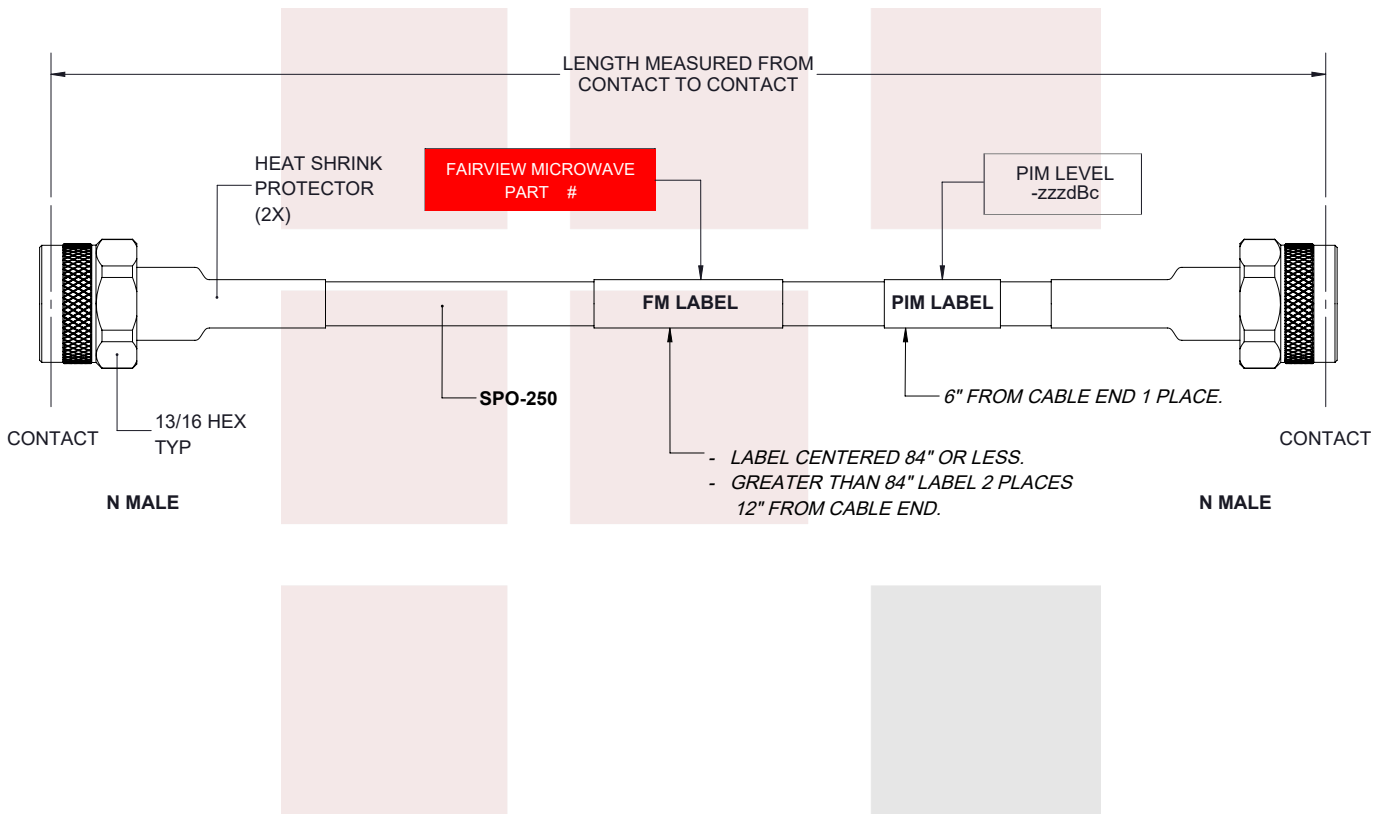 LENGTH MEASURED FROM
CONTACT TO CONTACT
HEAT SHRINK
PROTECTOR
(2X)
FAIRVIEW MICROWAVE
PART #
PIM LEVEL
-zzzdBc
FM LABEL
PIM LABEL
SPO-250
6" FROM CABLE END 1 PLACE.
13/16 HEX
TYP
CONTACT
CONTACT
- LABEL CENTERED 84" OR LESS.
- GREATER THAN 84" LABEL 2 PLACES
12" FROM CABLE END.
N MALE
N MALE